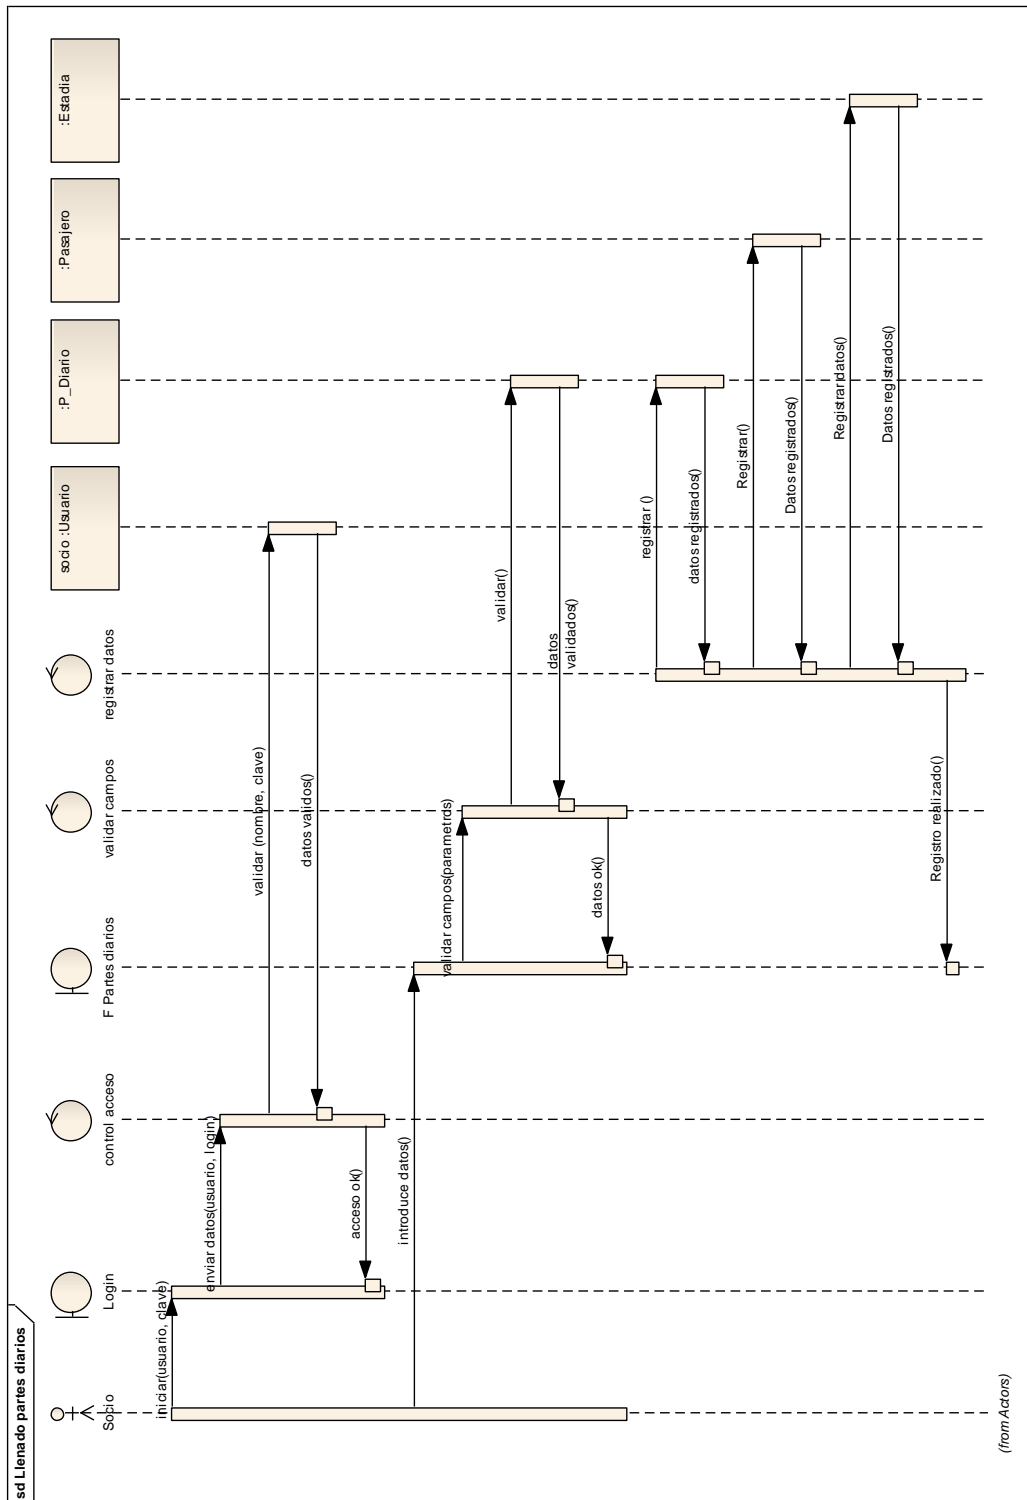 sd Llenado partes diarios
Socio
(from Actors)
Login
control acceso
F Partes diarios
validar campos
registrar datos
socio :Usuario
:P_Diario
:Pasajero
:Estadia
iniciar(usuario, clave)
enviar datos(usuario, login)
validar (nombre, clave)
datos validos()
acceso ok()
introduce datos()
validar campos(parametros)
validar()
datos
validados()
datos ok()
registrar ()
datos registrados()
Registrar()
Datos registrados()
Registrar datos()
Datos registrados()
Registro realizado()